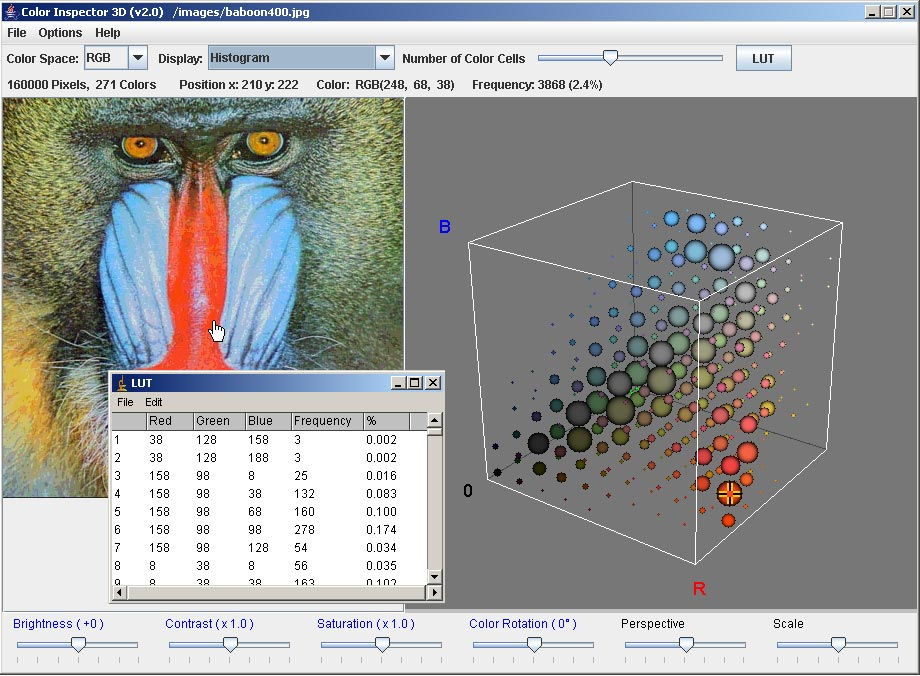 Color Inspector 3D (v2.0)   /images/baboon400.jpg
File Options Help
Color Space: RGB Display: Histogram Number of Color Cells LUT
160000 Pixels, 271 Colors Position x: 210 y: 222 Color: RGB(248, 68, 38) Frequency: 3868 (2.4%)
B
0
R
LUT
File Edit
Red Green Blue Frequency %
1 38 128 158 3 0.002
2 38 128 188 3 0.002
3 158 98 8 25 0.016
4 158 98 38 132 0.083
5 158 98 68 160 0.100
6 158 98 98 278 0.174
7 158 98 128 54 0.034
8 8 38 8 56 0.035
9 8 38 38 163 0.102
Brightness ( +0 ) Contrast ( x 1.0 ) Saturation ( x 1.0 ) Color Rotation ( 0° ) Perspective Scale